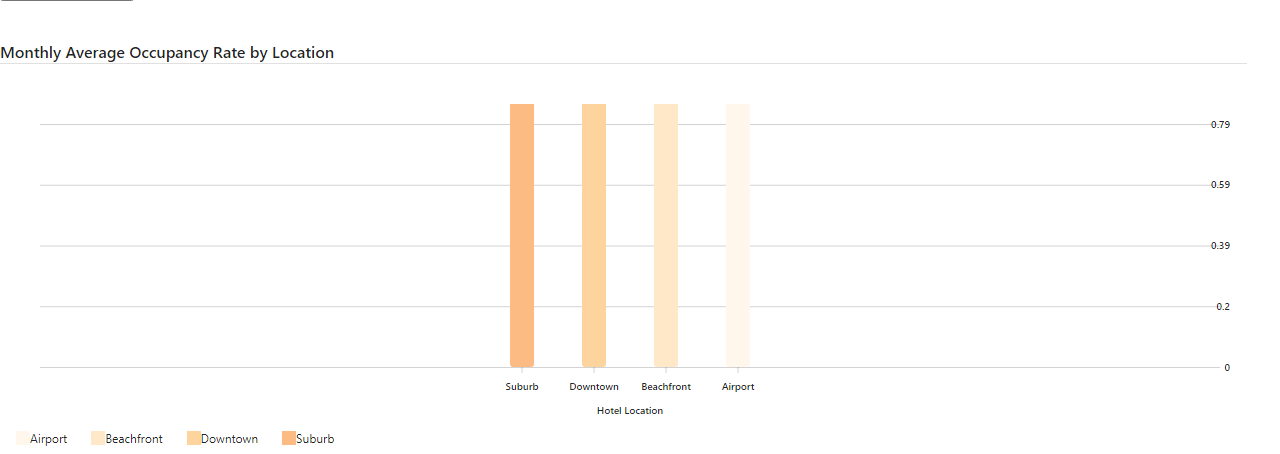 Monthly Average Occupancy Rate by Location
0.79
0.59
0.39
0.2
0
Suburb Downtown Beachfront Airport
Hotel Location
Airport Beachfront Downtown Suburb